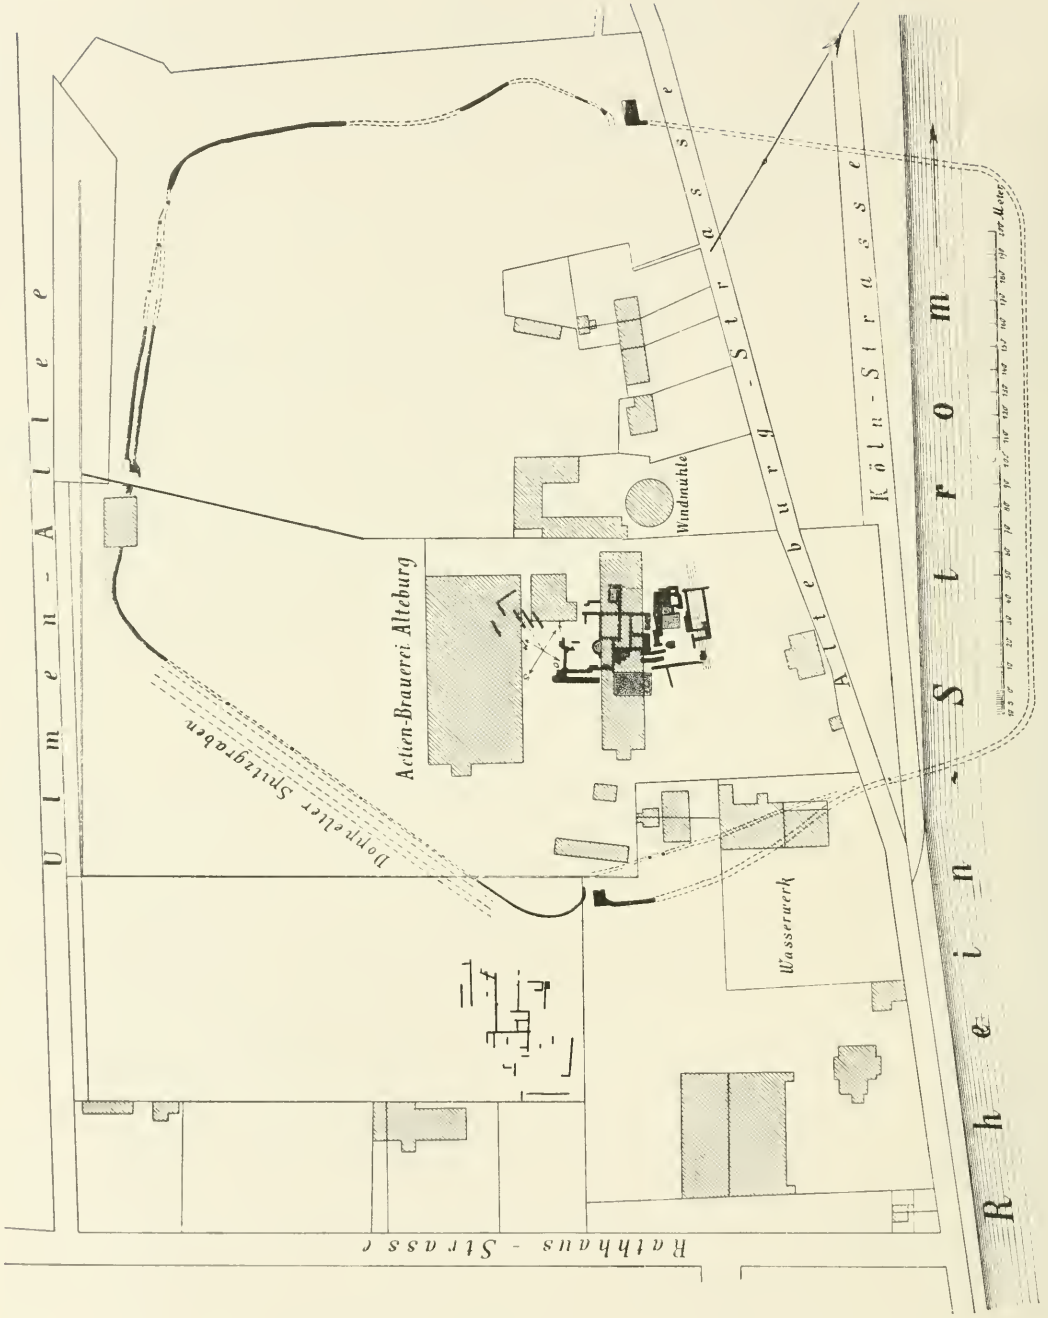 Ulmen-Allee
Doppelter Spitzgraben
Actien-Brauerei Alteburg
Windmühle
Alteburg-Strasse
Köln-Strasse
Rhein-Strom
Wasserwerk
Rathhaus-Strasse